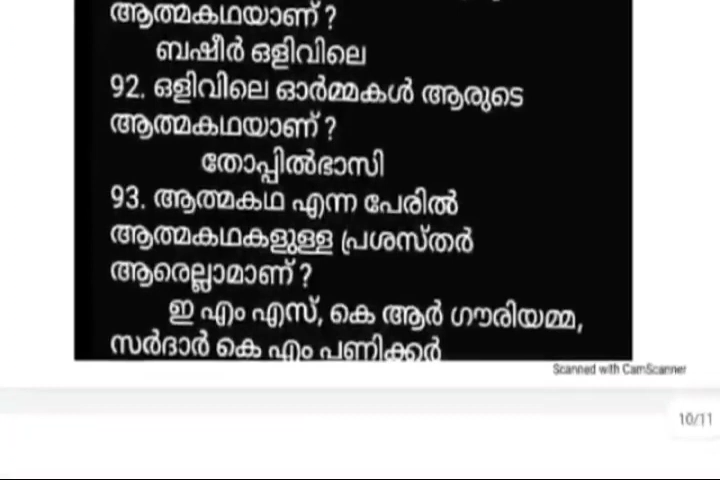 ആത്മകഥയാണ് ?
ബഷീർ ഒളിവിലെ
92. ഒളിവിലെ ഓർമ്മകൾ ആരുടെ
ആത്മകഥയാണ് ?
തോപ്പിൽഭാസി
93. ആത്മകഥ എന്ന പേരിൽ
ആത്മകഥകളുള്ള പ്രശസ്തർ
ആരെല്ലാമാണ് ?
ഇ എം എസ്, കെ ആർ ഗൗരിയമ്മ,
സർദാർ കെ എം പണിക്കർ
Scanned with CamScanner
10/11